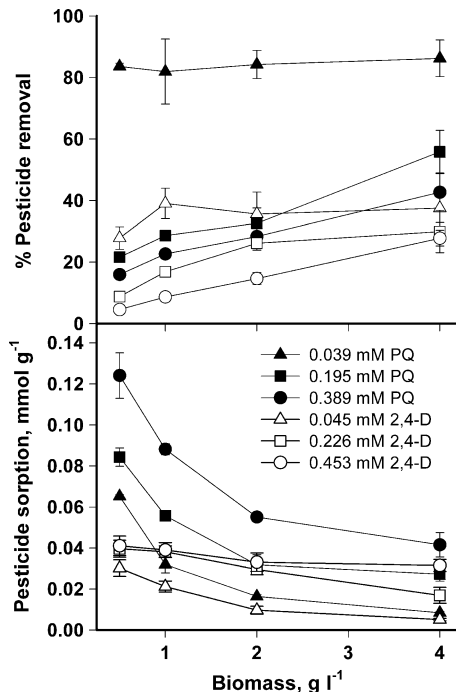 100
80
60
40
20
0
% Pesticide removal
0.14
0.12
0.10
0.08
0.06
0.04
0.02
0.00
Pesticide sorption, mmol g⁻¹
0.039 mM PQ
0.195 mM PQ
0.389 mM PQ
0.045 mM 2,4-D
0.226 mM 2,4-D
0.453 mM 2,4-D
1 2 3 4
Biomass, g l⁻¹